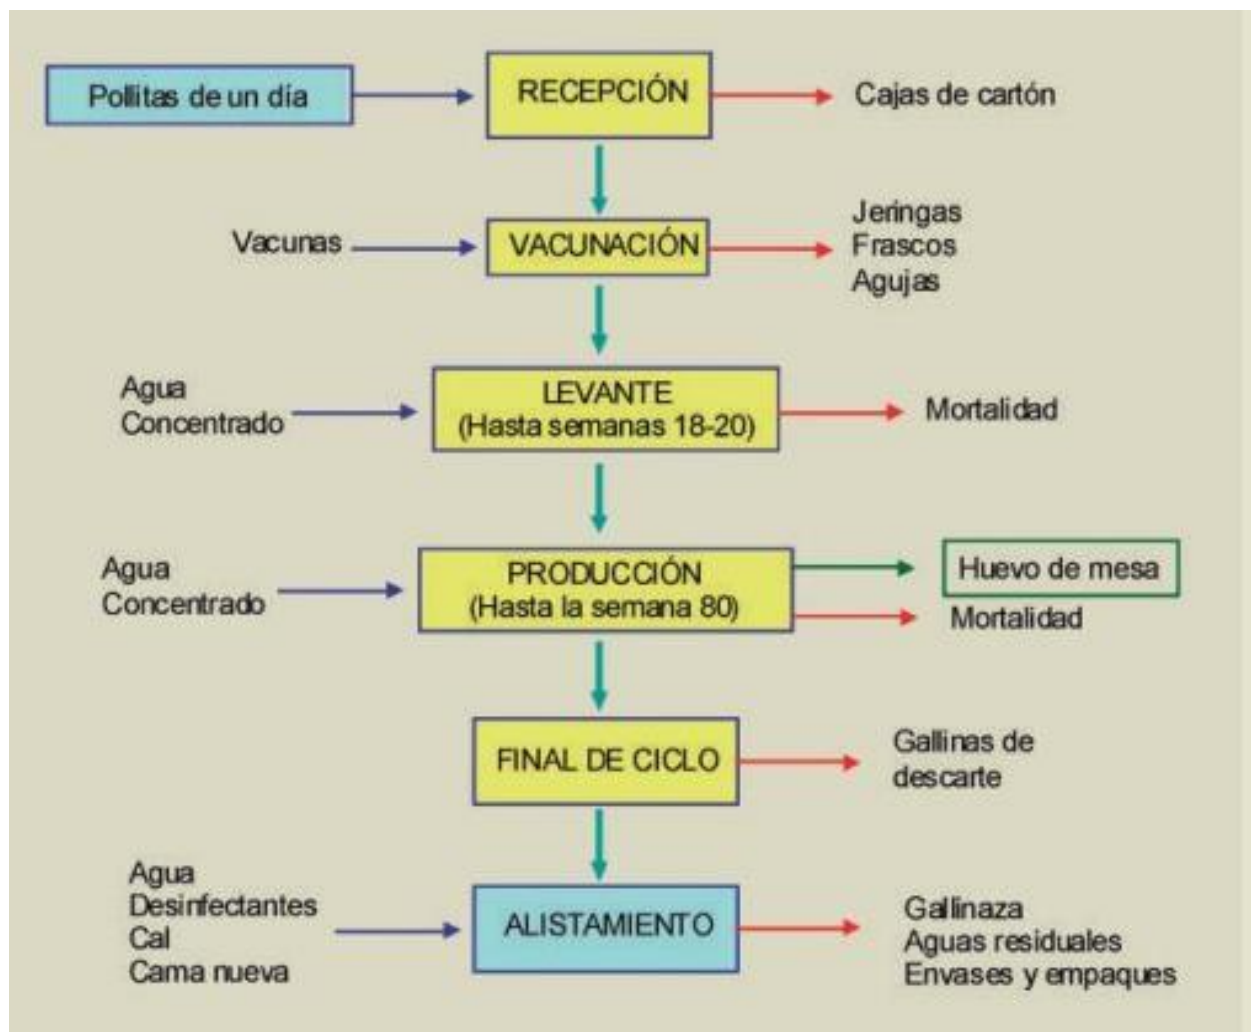 Pollitas de un día
RECEPCIÓN
Cajas de cartón
Vacunas
VACUNACIÓN
Jeringas
Frascos
Agujas
Agua
Concentrado
LEVANTE
(Hasta semanas 18-20)
Mortalidad
Agua
Concentrado
PRODUCCIÓN
(Hasta la semana 80)
Huevo de mesa
Mortalidad
FINAL DE CICLO
Gallinas de
descarte
Agua
Desinfectantes
Cal
Cama nueva
ALISTAMIENTO
Gallinaza
Aguas residuales
Envases y empaques